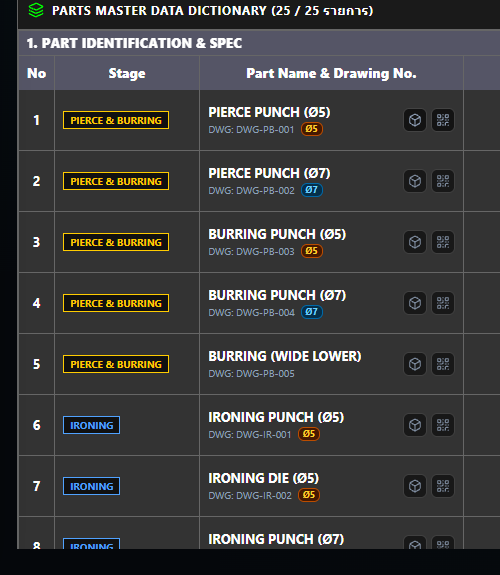 PARTS MASTER DATA DICTIONARY (25 / 25 รายการ)
1. PART IDENTIFICATION & SPEC
No Stage Part Name & Drawing No.
1 PIERCE & BURRING PIERCE PUNCH (Ø5)
DWG: DWG-PB-001 Ø5
2 PIERCE & BURRING PIERCE PUNCH (Ø7)
DWG: DWG-PB-002 Ø7
3 PIERCE & BURRING BURRING PUNCH (Ø5)
DWG: DWG-PB-003 Ø5
4 PIERCE & BURRING BURRING PUNCH (Ø7)
DWG: DWG-PB-004 Ø7
5 PIERCE & BURRING BURRING (WIDE LOWER)
DWG: DWG-PB-005
6 IRONING IRONING PUNCH (Ø5)
DWG: DWG-IR-001 Ø5
7 IRONING IRONING DIE (Ø5)
DWG: DWG-IR-002 Ø5
8 IRONING IRONING PUNCH (Ø7)